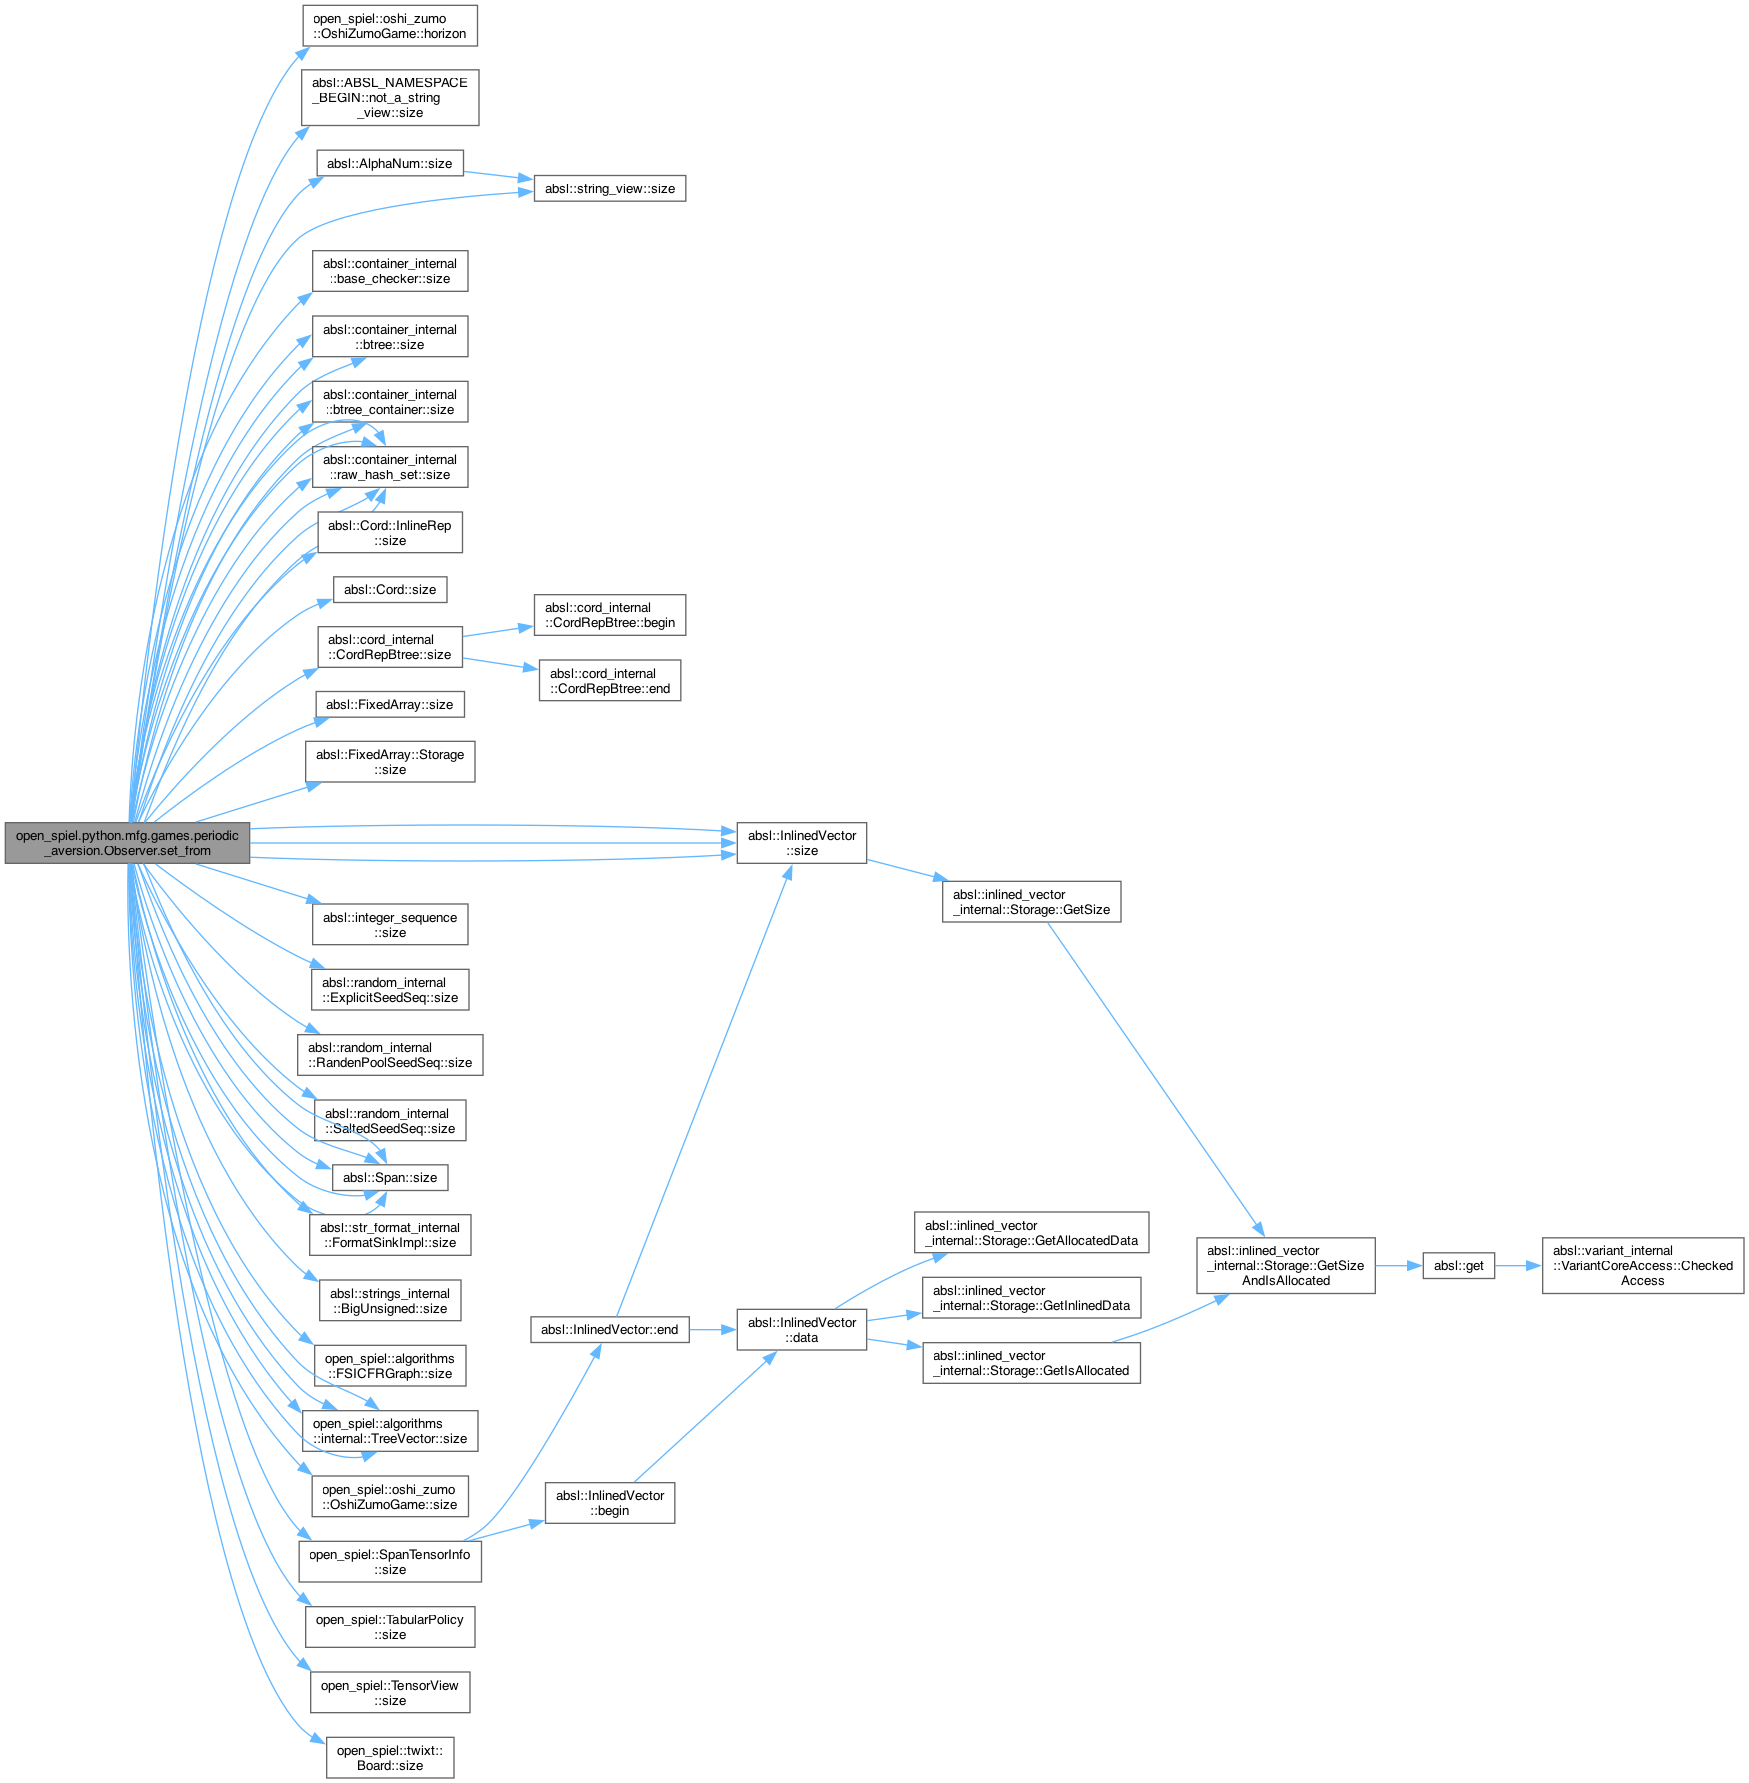 open_spiel::oshi_zumo
::OshiZumoGame::horizon
absl::ABSL_NAMESPACE
_BEGIN::not_a_string
_view::size
absl::AlphaNum::size
absl::string_view::size
absl::container_internal
::base_checker::size
absl::container_internal
::btree::size
absl::container_internal
::btree_container::size
absl::container_internal
::raw_hash_set::size
absl::Cord::InlineRep
::size
absl::Cord::size
absl::cord_internal
::CordRepBtree::size
absl::cord_internal
::CordRepBtree::begin
absl::cord_internal
::CordRepBtree::end
absl::FixedArray::size
absl::FixedArray::Storage
::size
open_spiel.python.mfg.games.periodic
_aversion.Observer.set_from
absl::InlinedVector
::size
absl::inlined_vector
_internal::Storage::GetSize
absl::integer_sequence
::size
absl::random_internal
::ExplicitSeedSeq::size
absl::random_internal
::RandenPoolSeedSeq::size
absl::random_internal
::SaltedSeedSeq::size
absl::Span::size
absl::str_format_internal
::FormatSinkImpl::size
absl::strings_internal
::BigUnsigned::size
open_spiel::algorithms
::FSICFRGraph::size
open_spiel::algorithms
::internal::TreeVector::size
open_spiel::oshi_zumo
::OshiZumoGame::size
open_spiel::SpanTensorInfo
::size
open_spiel::TabularPolicy
::size
open_spiel::TensorView
::size
open_spiel::twixt::
Board::size
absl::InlinedVector::end
absl::InlinedVector
::begin
absl::InlinedVector
::data
absl::inlined_vector
_internal::Storage::GetAllocatedData
absl::inlined_vector
_internal::Storage::GetInlinedData
absl::inlined_vector
_internal::Storage::GetIsAllocated
absl::inlined_vector
_internal::Storage::GetSize
AndIsAllocated
absl::get
absl::variant_internal
::VariantCoreAccess::Checked
Access